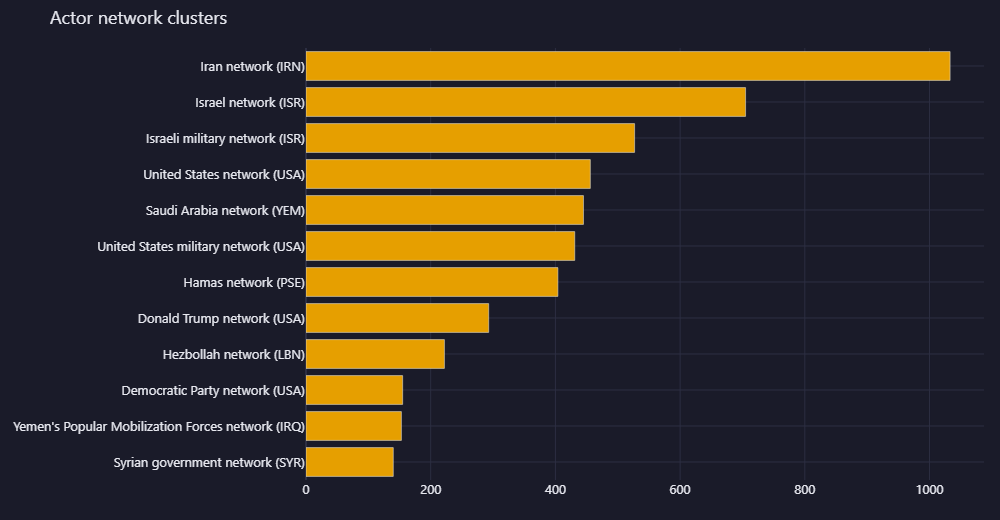 Actor network clusters
Iran network (IRN)
Israel network (ISR)
Israeli military network (ISR)
United States network (USA)
Saudi Arabia network (YEM)
United States military network (USA)
Hamas network (PSE)
Donald Trump network (USA)
Hezbollah network (LBN)
Democratic Party network (USA)
Yemen's Popular Mobilization Forces network (IRQ)
Syrian government network (SYR)
0 200 400 600 800 1000